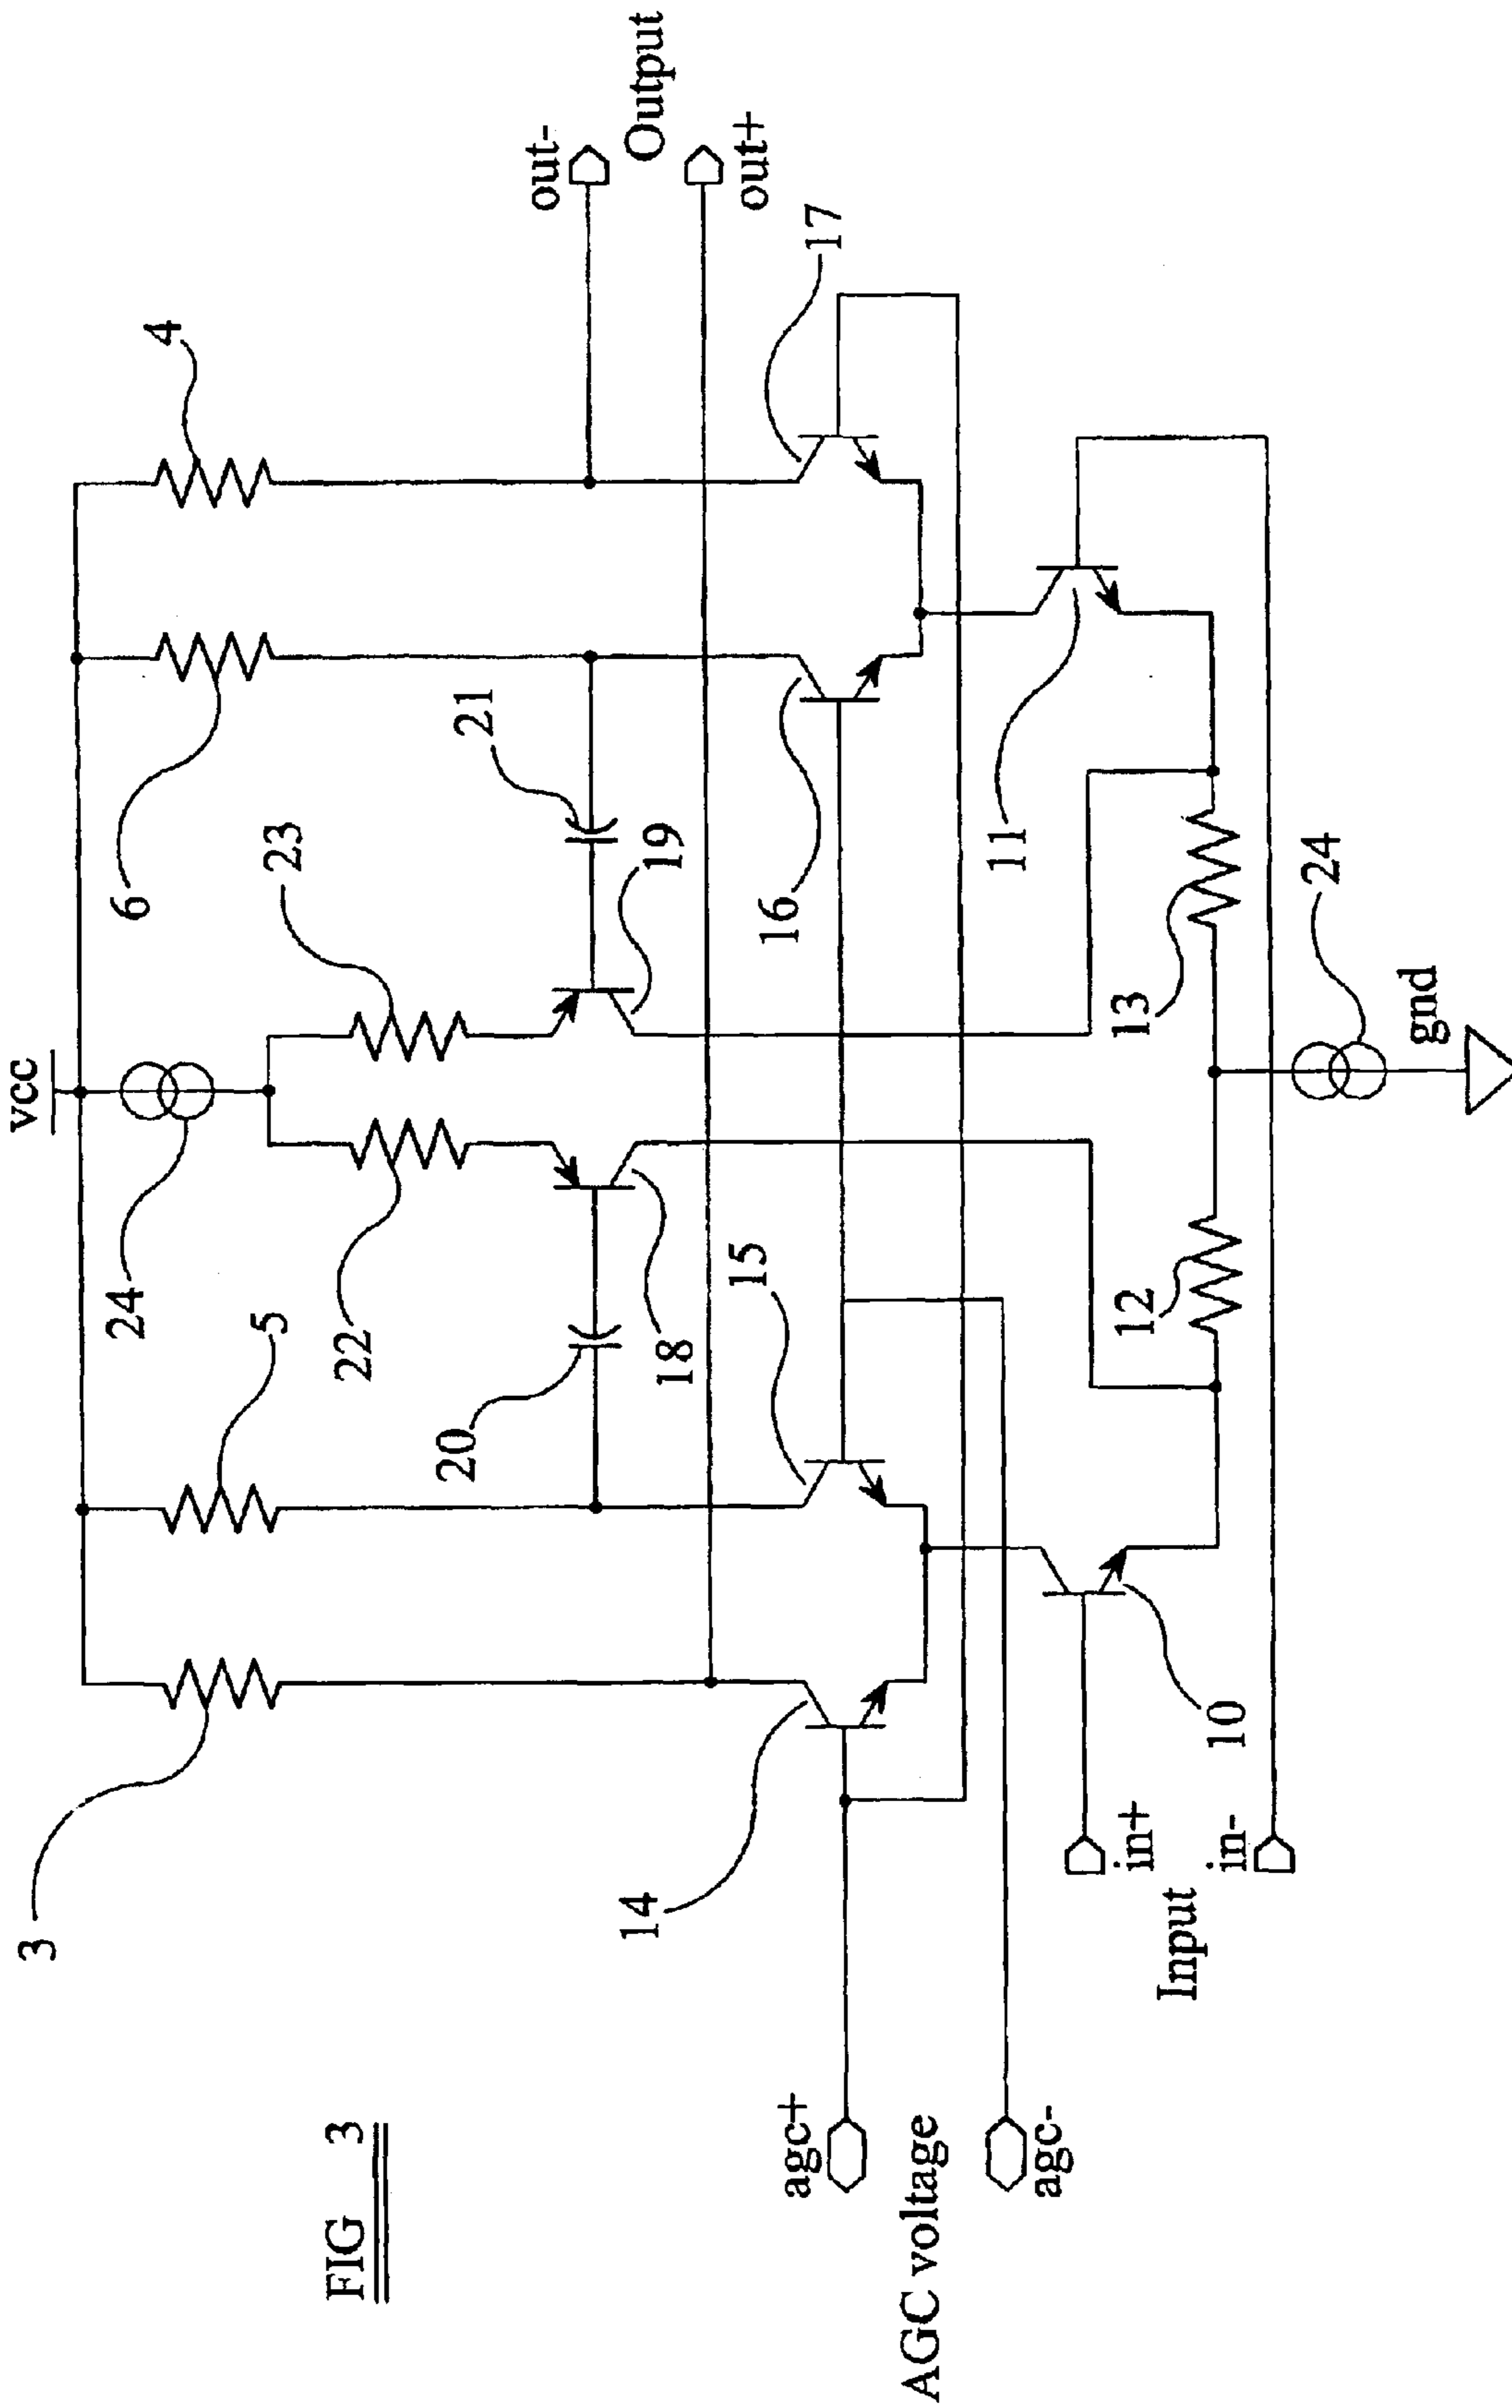 FIG 3
vcc
3
5
24
6
4
22
23
20
21
18
19
out-
Output
out+
14
15
16
17
agc+
AGC voltage
agc-
in+
Input
in-
10
11
12
13
24
gnd